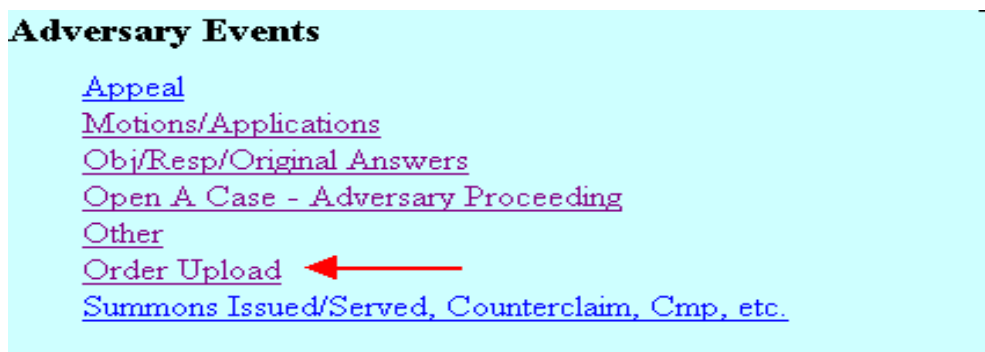 Adversary Events
Appeal
Motions/Applications
Obj/Resp/Original Answers
Open A Case - Adversary Proceeding
Other
Order Upload
Summons Issued/Served, Counterclaim, Cmp, etc.